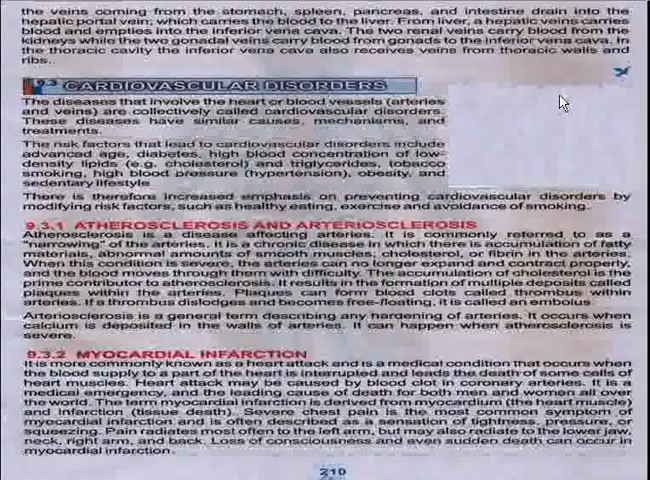 the veins coming from the stomach, spleen, pancreas, and intestine drain into the
hepatic portal vein; which carries the blood to the liver. From liver, a hepatic veins carries
blood and empties into the inferior vena cava. The two renal veins carry blood from the
kidneys while the two gonadal veins carry blood from gonads to the inferior vena cava. In
the thoracic cavity the inferior vena cava also receives veins from thoracic walls and
ribs..
9.3 CARDIOVASCULAR DISORDERS
The diseases that involve the heart or blood vessels (arteries
and veins) are collectively called cardiovascular disorders.
These diseases have similar causes, mechanisms, and
treatments.
The risk factors that lead to cardiovascular disorders include
advanced age, diabetes, high blood concentration of low-
density lipids (e.g. cholesterol) and triglycerides, tobacco
smoking, high blood pressure (hypertension), obesity, and
sedentary lifestyle
There is therefore increased emphasis on preventing cardiovascular disorders by
modifying risk factors, such as healthy eating, exercise and avoidance of smoking.
9.3.1 ATHEROSCLEROSIS AND ARTERIOSCLEROSIS
Atherosclerosis is a disease affecting arteries. It is commonly referred to as a
"narrowing" of the arteries. It is a chronic disease in which there is accumulation of fatty
materials, abnormal amounts of smooth muscles, cholesterol, or fibrin in the arteries.
When this condition is severe, the arteries can no longer expand and contract properly,
and the blood moves through them with difficulty. The accumulation of cholesterol is the
prime contributor to atherosclerosis. It results in the formation of multiple deposits called
plaques within the arteries. Plaques can form blood clots called thrombus within
arteries. If a thrombus dislodges and becomes free-floating, it is called an embolus.
Arteriosclerosis is a general term describing any hardening of arteries. It occurs when
calcium is deposited in the walls of arteries. It can happen when atherosclerosis is
severe.
9.3.2 MYOCARDIAL INFARCTION
It is more commonly known as a heart attack and is a medical condition that occurs when
the blood supply to a part of the heart is interrupted and leads the death of some cells of
heart muscles. Heart attack may be caused by blood clot in coronary arteries. It is a
medical emergency, and the leading cause of death for both men and women all over
the world. The term myocardial infarction is derived from myocardium (the heart muscle)
and infarction (tissue death). Severe chest pain is the most common symptom of
myocardial infarction and is often described as a sensation of tightness, pressure, or
squeezing. Pain radiates most often to the left arm, but may also radiate to the lower jaw,
neck, right arm, and back. Loss of consciousness and even sudden death can occur in
myocardial infarction.
210